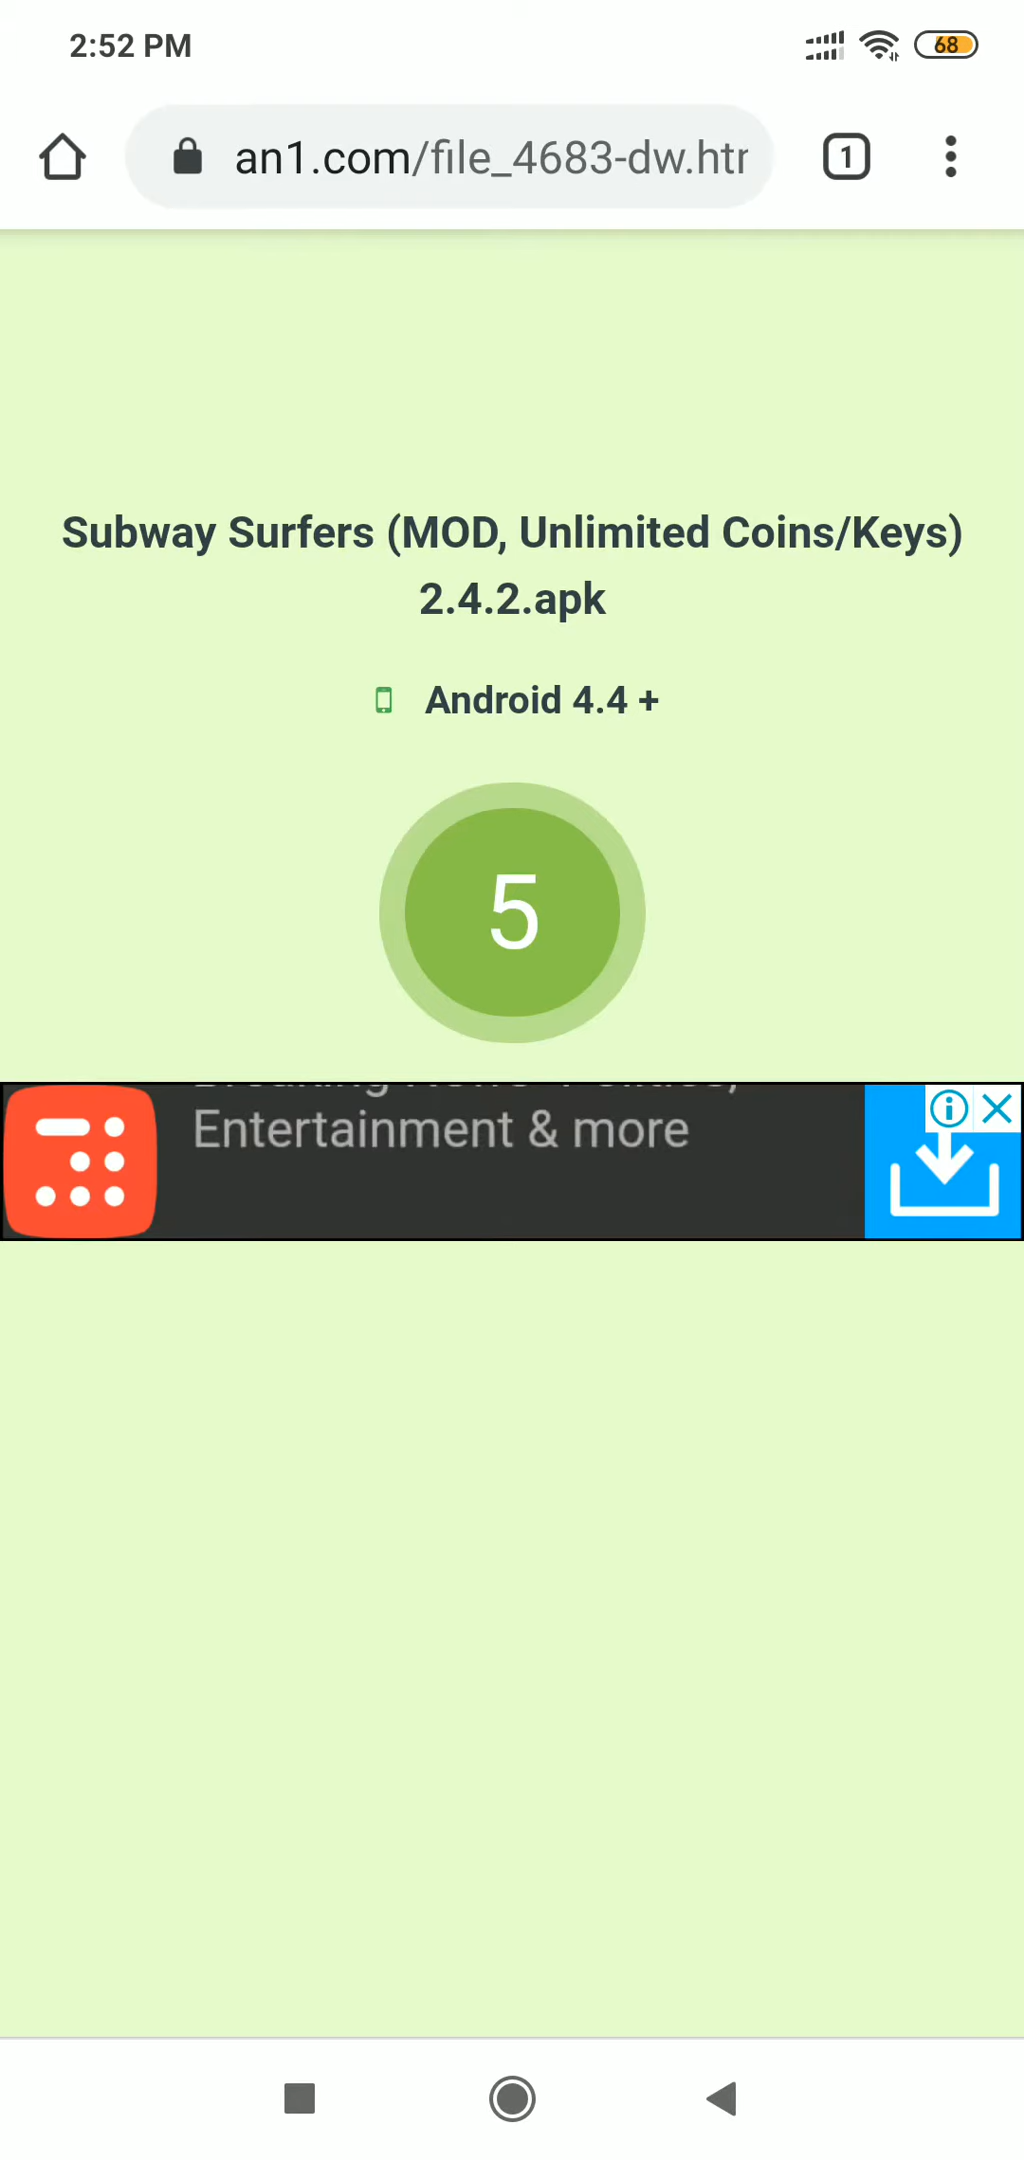 2:52 PM
68
an1.com/file_4683-dw.htr
1
Subway Surfers (MOD, Unlimited Coins/Keys)
2.4.2.apk
Android 4.4 +
5
Entertainment & more